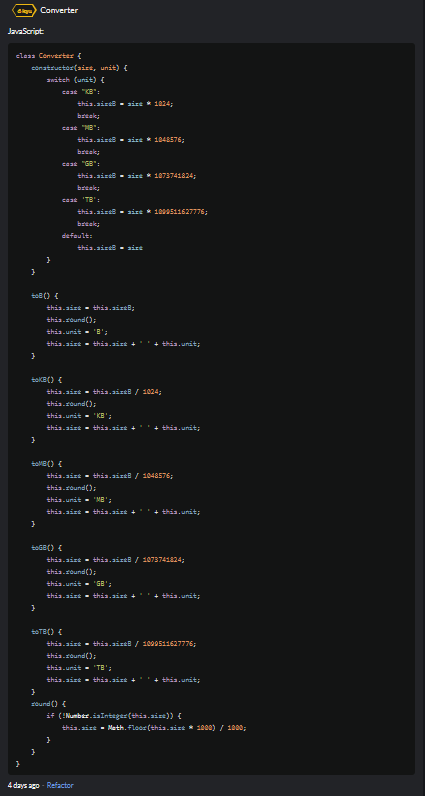 6 kyu Converter
JavaScript:
class Converter {
    constructor(size, unit) {
        switch (unit) {
            case "KB":
                this.sizeB = size * 1024;
                break;
            case "MB":
                this.sizeB = size * 1048576;
                break;
            case "GB":
                this.sizeB = size * 1073741824;
                break;
            case 'TB':
                this.sizeB = size * 1099511627776;
                break;
            default:
                this.sizeB = size
        }
    }

    toB() {
        this.size = this.sizeB;
        this.round();
        this.unit = 'B';
        this.size = this.size + ' ' + this.unit;
    }

    toKB() {
        this.size = this.sizeB / 1024;
        this.round();
        this.unit = 'KB';
        this.size = this.size + ' ' + this.unit;
    }

    toMB() {
        this.size = this.sizeB / 1048576;
        this.round();
        this.unit = 'MB';
        this.size = this.size + ' ' + this.unit;
    }

    toGB() {
        this.size = this.sizeB / 1073741824;
        this.round();
        this.unit = 'GB';
        this.size = this.size + ' ' + this.unit;
    }

    toTB() {
        this.size = this.sizeB / 1099511627776;
        this.round();
        this.unit = 'TB';
        this.size = this.size + ' ' + this.unit;
    }
    round() {
        if (!Number.isInteger(this.size)) {
            this.size = Math.floor(this.size * 1000) / 1000;
        }
    }
}
4 days ago · Refactor